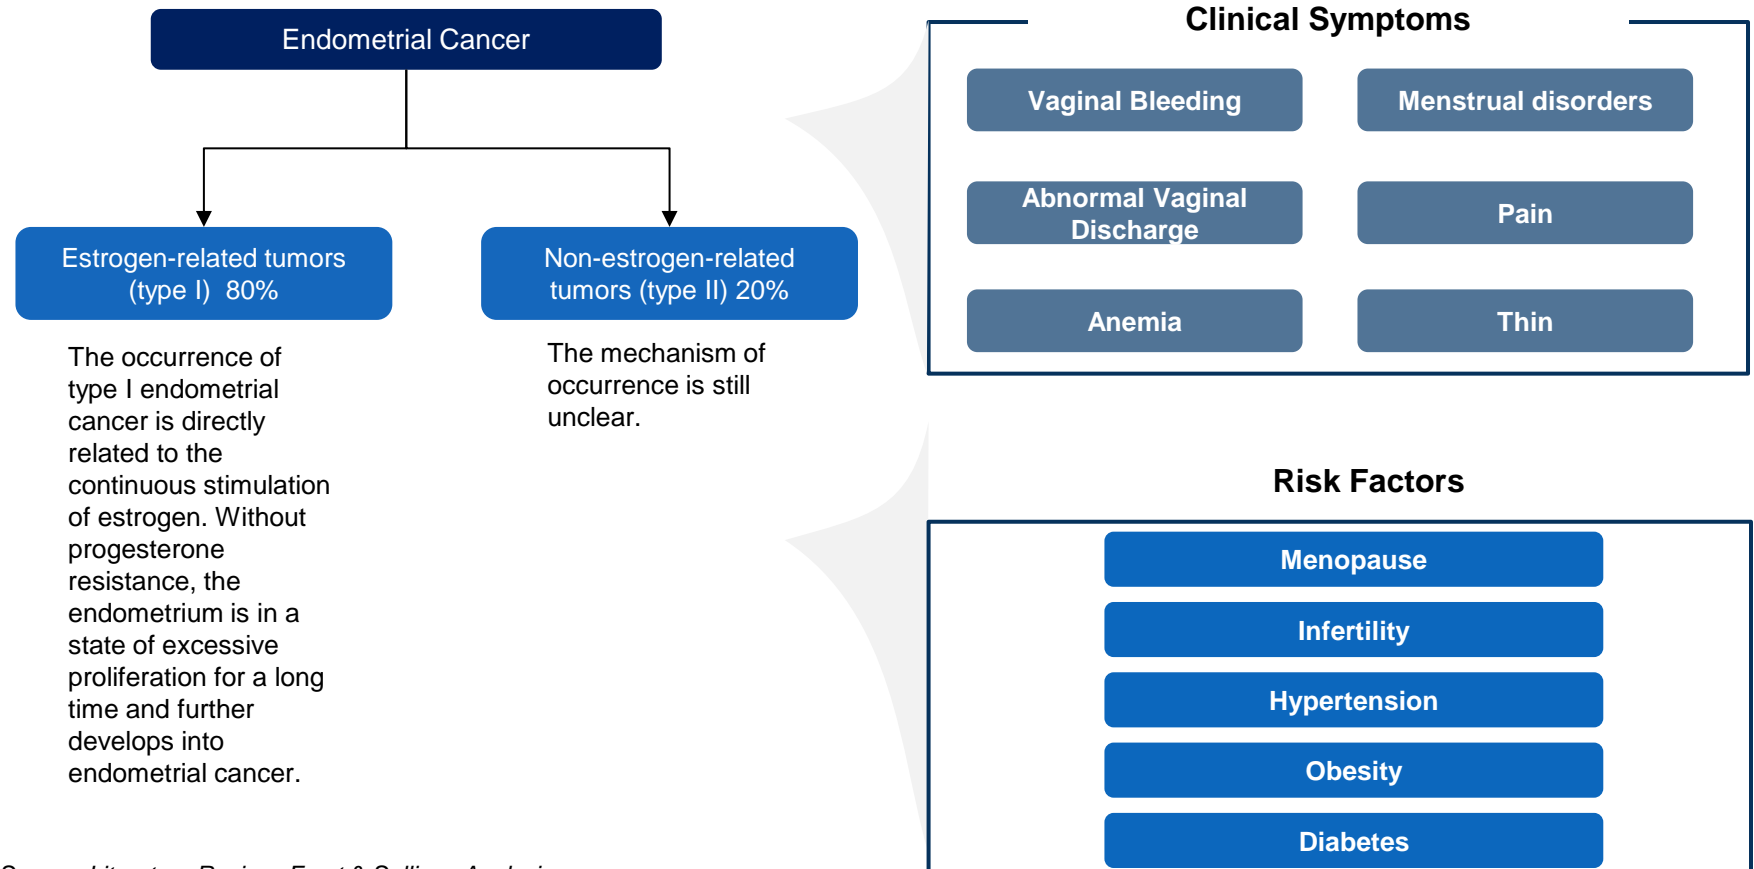 Endometrial Cancer
Estrogen-related tumors
(type I)  80%
Non-estrogen-related
tumors (type II) 20%
The occurrence of
type I endometrial
cancer is directly
related to the
continuous stimulation
of estrogen. Without
progesterone
resistance, the
endometrium is in a
state of excessive
proliferation for a long
time and further
develops into
endometrial cancer.
The mechanism of
occurrence is still
unclear.
Clinical Symptoms
Vaginal Bleeding
Menstrual disorders
Abnormal Vaginal
Discharge
Pain
Anemia
Thin
Risk Factors
Menopause
Infertility
Hypertension
Obesity
Diabetes